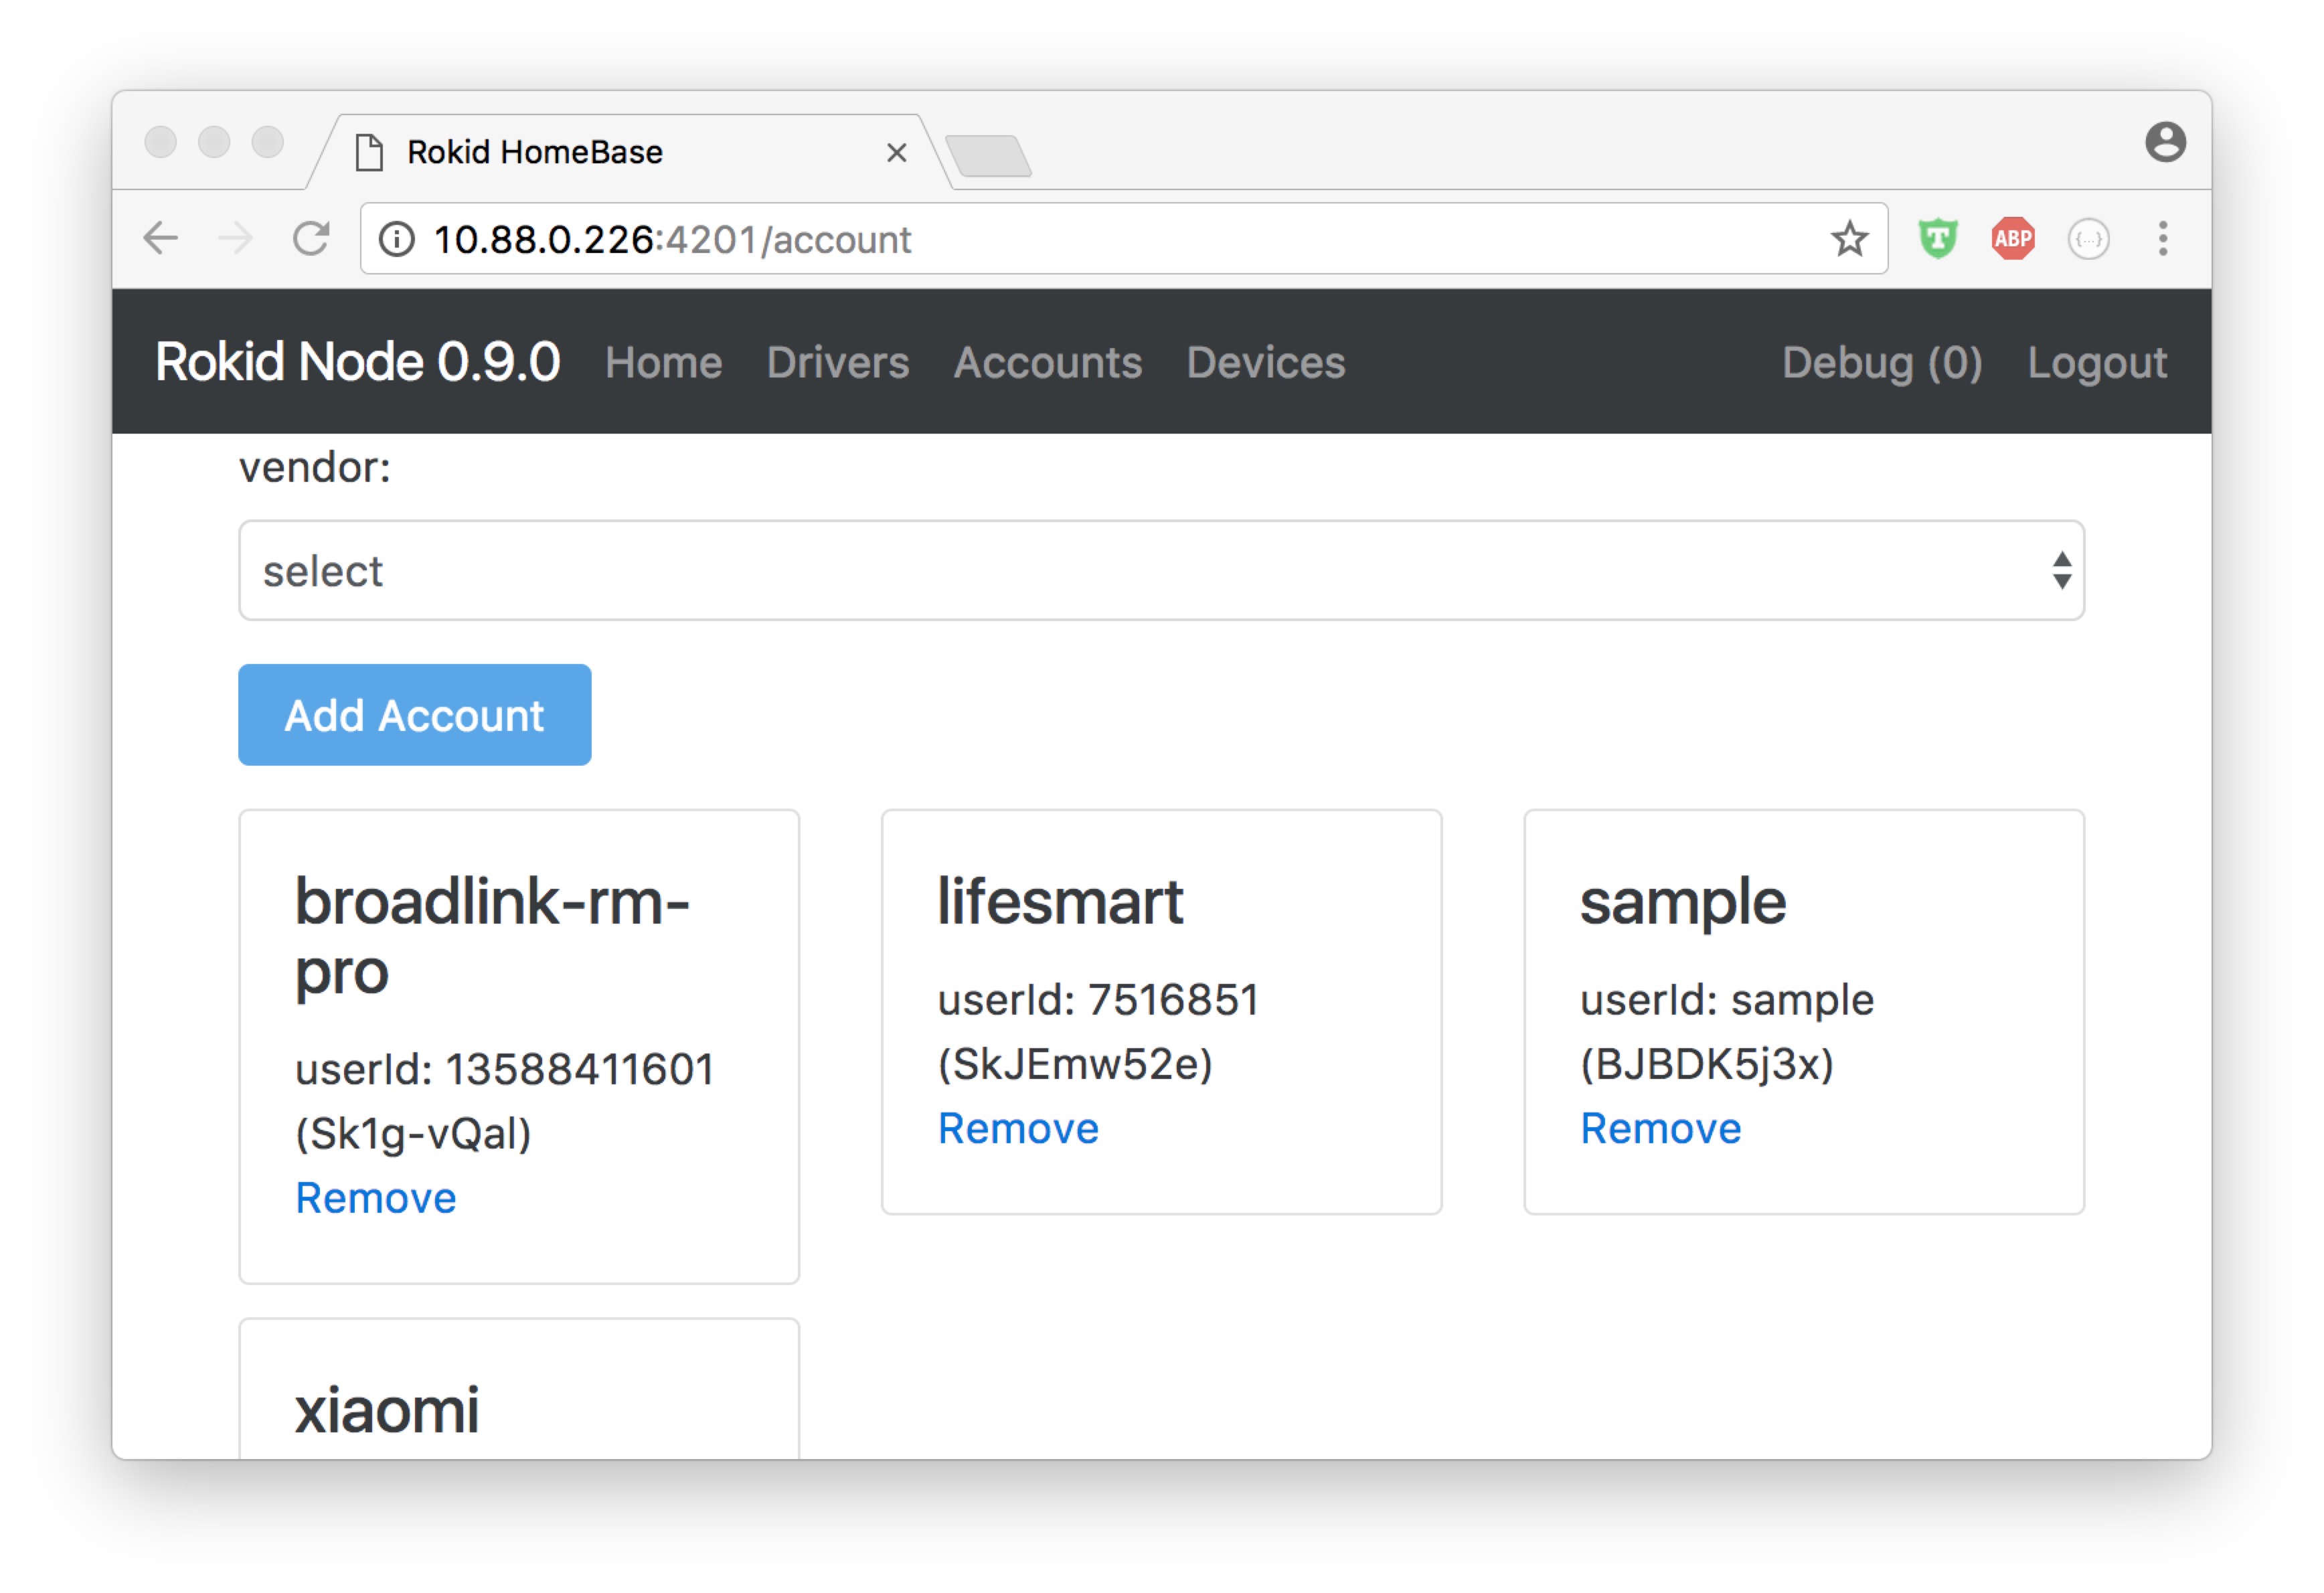 Rokid HomeBase
10.88.0.226:4201/account
ABP
{...}
Rokid Node 0.9.0 Home Drivers Accounts Devices Debug (0) Logout
vendor:
select
Add Account
broadlink-rm-
pro
userId: 13588411601
(Sk1g-vQal)
Remove
lifesmart
userId: 7516851
(SkJEmw52e)
Remove
sample
userId: sample
(BJBDK5j3x)
Remove
xiaomi